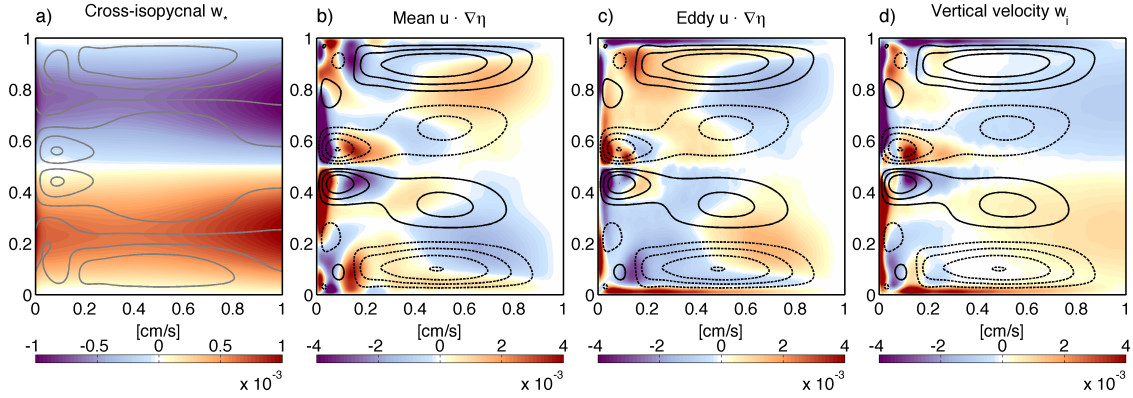 a) Cross-isopycnal w*
b) Mean u · ∇η
c) Eddy u · ∇η
d) Vertical velocity wi
1 0.8 0.6 0.4 0.2 0
0 0.2 0.4 0.6 0.8 1
[cm/s]
-1 -0.5 0 0.5 1
x 10-3
1 0.8 0.6 0.4 0.2 0
0 0.2 0.4 0.6 0.8 1
[cm/s]
-4 -2 0 2 4
x 10-3
1 0.8 0.6 0.4 0.2 0
0 0.2 0.4 0.6 0.8 1
[cm/s]
-4 -2 0 2 4
x 10-3
1 0.8 0.6 0.4 0.2 0
0 0.2 0.4 0.6 0.8 1
[cm/s]
-4 -2 0 2 4
x 10-3